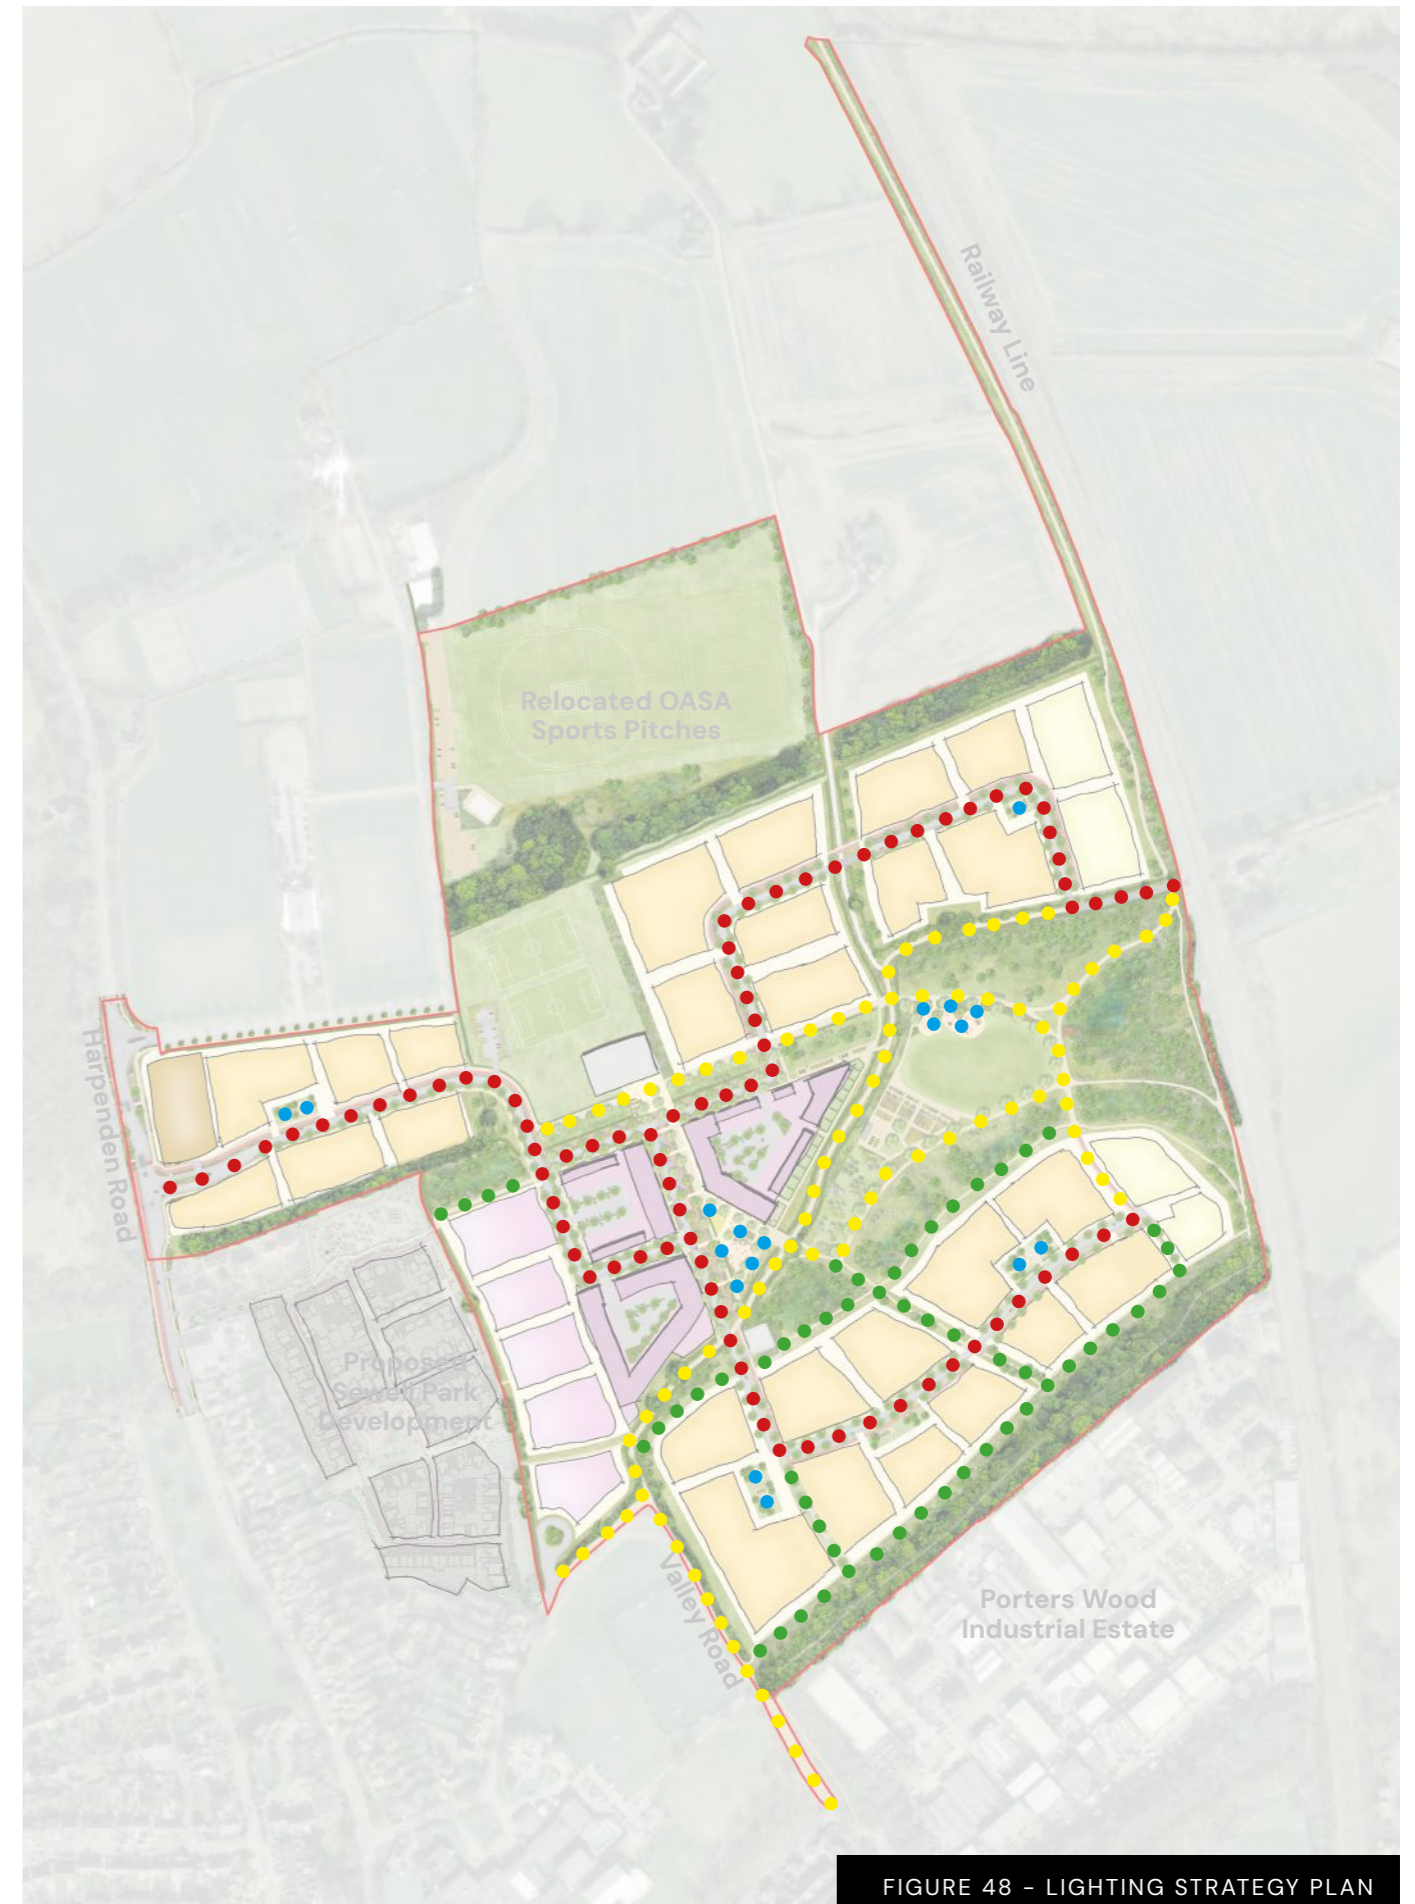 Railway Line
Relocated OASA
Sports Pitches
Harpenden Road
Proposed
Sewell Park
Development
Valley Road
Porters Wood
Industrial Estate
FIGURE 48 - LIGHTING STRATEGY PLAN